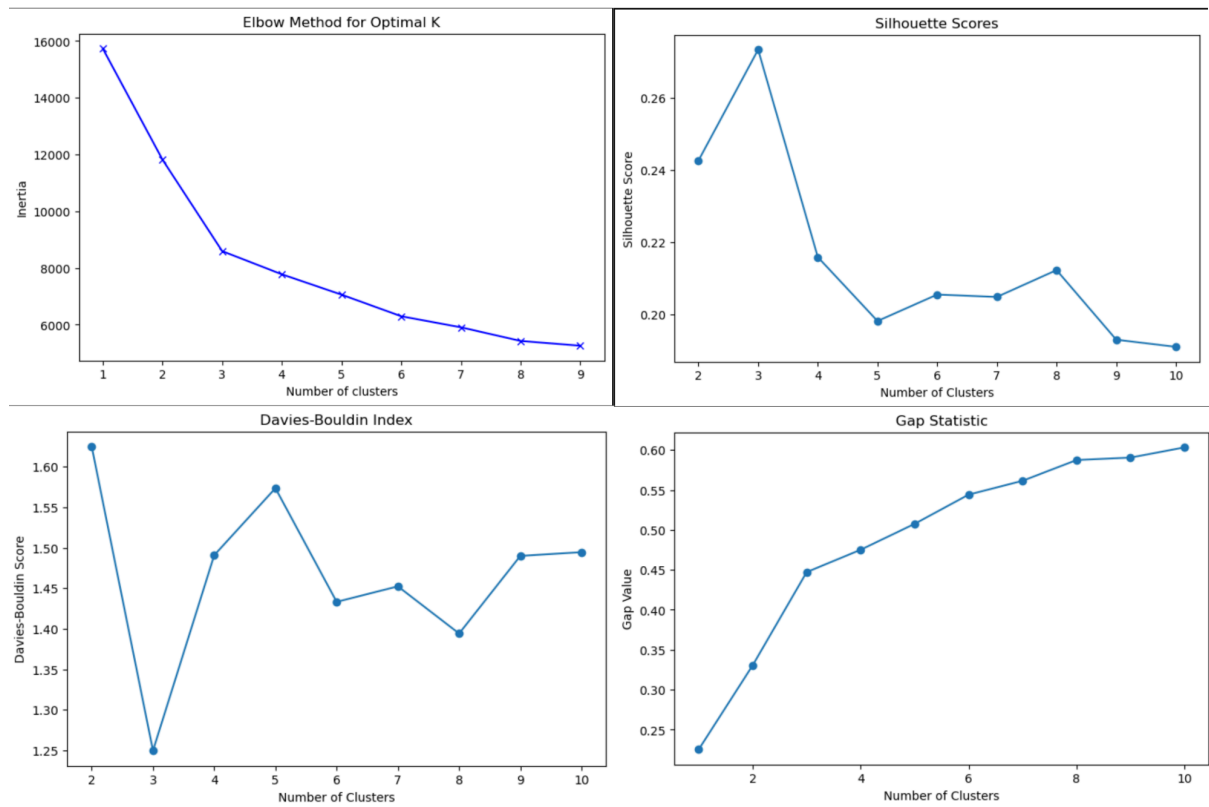 Elbow Method for Optimal K
16000
14000
12000
10000
8000
6000
Inertia
1 2 3 4 5 6 7 8 9
Number of clusters
Silhouette Scores
0.26
0.24
0.22
0.20
Silhouette Score
2 3 4 5 6 7 8 9 10
Number of Clusters
Davies-Bouldin Index
1.60
1.55
1.50
1.45
1.40
1.35
1.30
1.25
Davies-Bouldin Score
2 3 4 5 6 7 8 9 10
Number of Clusters
Gap Statistic
0.60
0.55
0.50
0.45
0.40
0.35
0.30
0.25
Gap Value
2 4 6 8 10
Number of Clusters